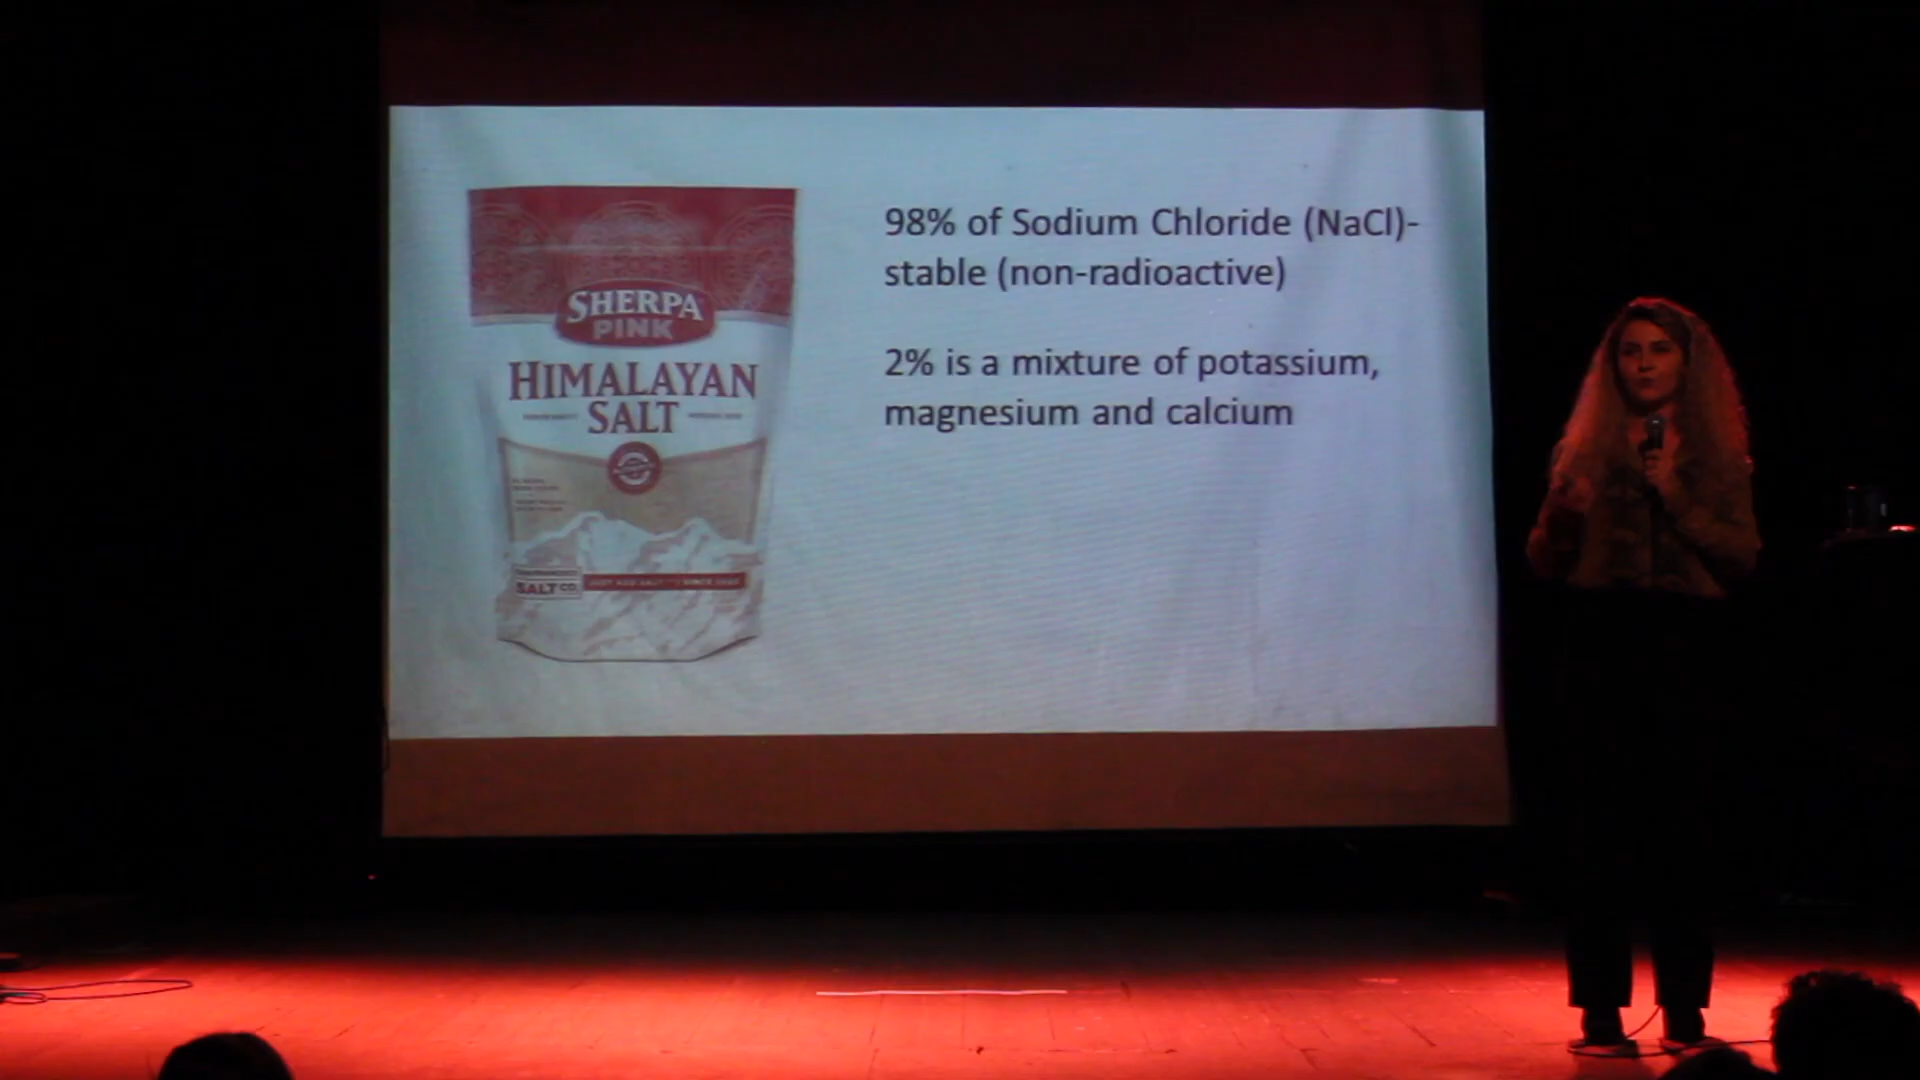 98% of Sodium Chloride (NaCl)-
stable (non-radioactive)
2% is a mixture of potassium,
magnesium and calcium
SHERPA
PINK
HIMALAYAN
SALT
SALT CO.